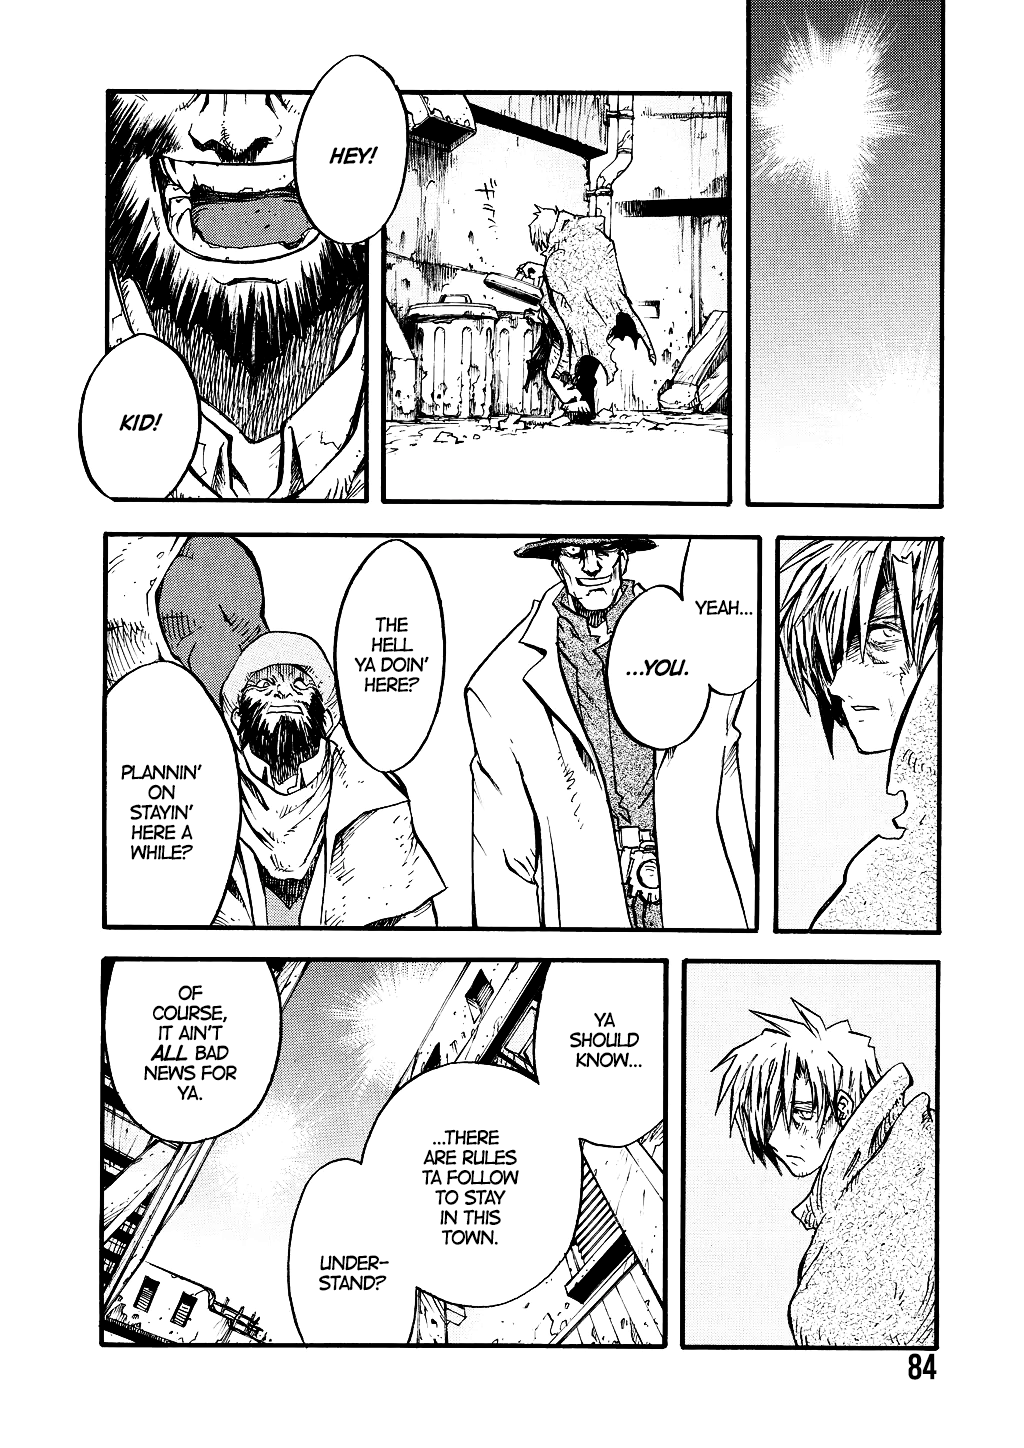 HEY!
KID!
YEAH...
...YOU.
THE
HELL
YA DOIN'
HERE?
PLANNIN'
ON
STAYIN'
HERE A
WHILE?
YA
SHOULD
KNOW...
...THERE
ARE RULES
TA FOLLOW
TO STAY
IN THIS
TOWN.
UNDER-
STAND?
OF
COURSE,
IT AIN'T
ALL BAD
NEWS FOR
YA.
84